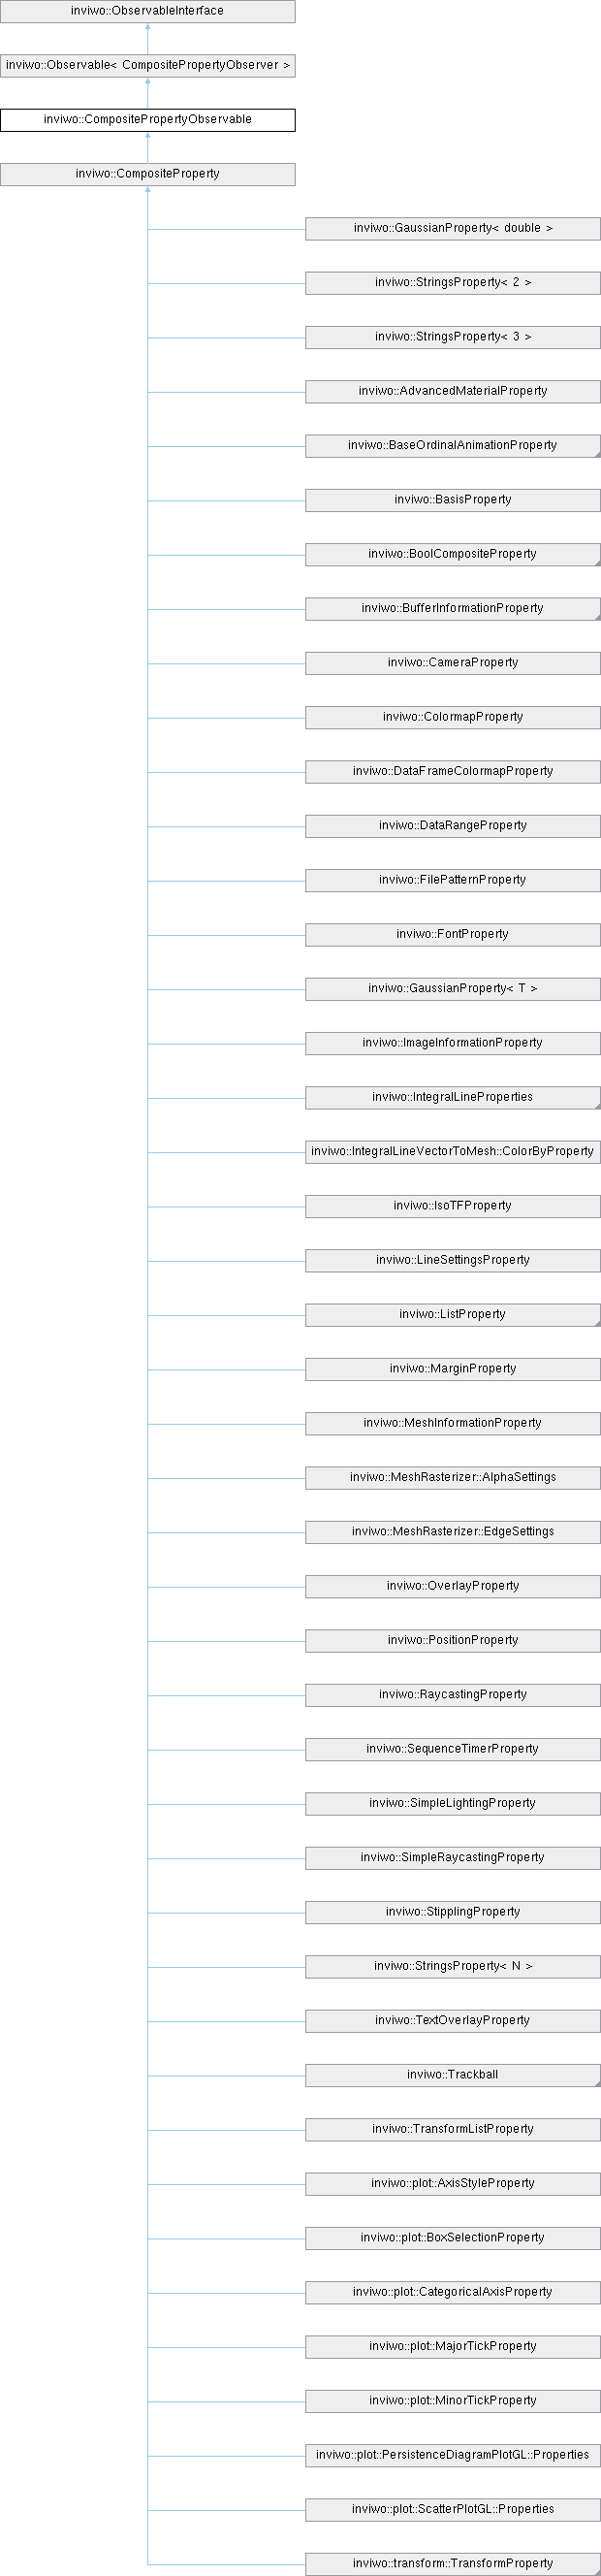 inviwo::ObservableInterface
inviwo::Observable< CompositePropertyObserver >
inviwo::CompositePropertyObservable
inviwo::CompositeProperty
inviwo::GaussianProperty< double >
inviwo::StringsProperty< 2 >
inviwo::StringsProperty< 3 >
inviwo::AdvancedMaterialProperty
inviwo::BaseOrdinalAnimationProperty
inviwo::BasisProperty
inviwo::BoolCompositeProperty
inviwo::BufferInformationProperty
inviwo::CameraProperty
inviwo::ColormapProperty
inviwo::DataFrameColormapProperty
inviwo::DataRangeProperty
inviwo::FilePatternProperty
inviwo::FontProperty
inviwo::GaussianProperty< T >
inviwo::ImageInformationProperty
inviwo::IntegralLineProperties
inviwo::IntegralLineVectorToMesh::ColorByProperty
inviwo::IsoTFProperty
inviwo::LineSettingsProperty
inviwo::ListProperty
inviwo::MarginProperty
inviwo::MeshInformationProperty
inviwo::MeshRasterizer::AlphaSettings
inviwo::MeshRasterizer::EdgeSettings
inviwo::OverlayProperty
inviwo::PositionProperty
inviwo::RaycastingProperty
inviwo::SequenceTimerProperty
inviwo::SimpleLightingProperty
inviwo::SimpleRaycastingProperty
inviwo::StipplingProperty
inviwo::StringsProperty< N >
inviwo::TextOverlayProperty
inviwo::Trackball
inviwo::TransformListProperty
inviwo::plot::AxisStyleProperty
inviwo::plot::BoxSelectionProperty
inviwo::plot::CategoricalAxisProperty
inviwo::plot::MajorTickProperty
inviwo::plot::MinorTickProperty
inviwo::plot::PersistenceDiagramPlotGL::Properties
inviwo::plot::ScatterPlotGL::Properties
inviwo::transform::TransformProperty